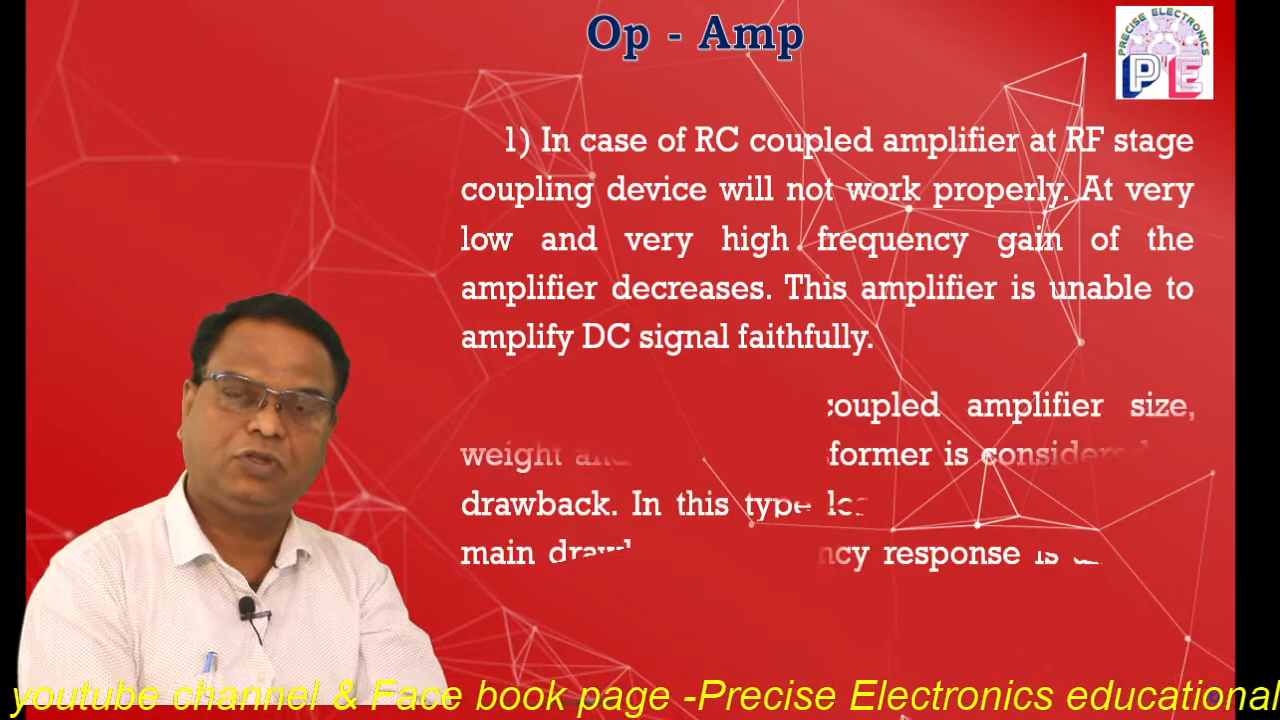 Op - Amp
PRECISE ELECTRONICS
PE
1) In case of RC coupled amplifier at RF stage
coupling device will not work properly. At very
low and very high frequency gain of the
amplifier decreases. This amplifier is unable to
amplify DC signal faithfully.
coupled amplifier size,
weight is
drawback. In this type
main response is
youtube channel & Face book page -Precise Electronics educational